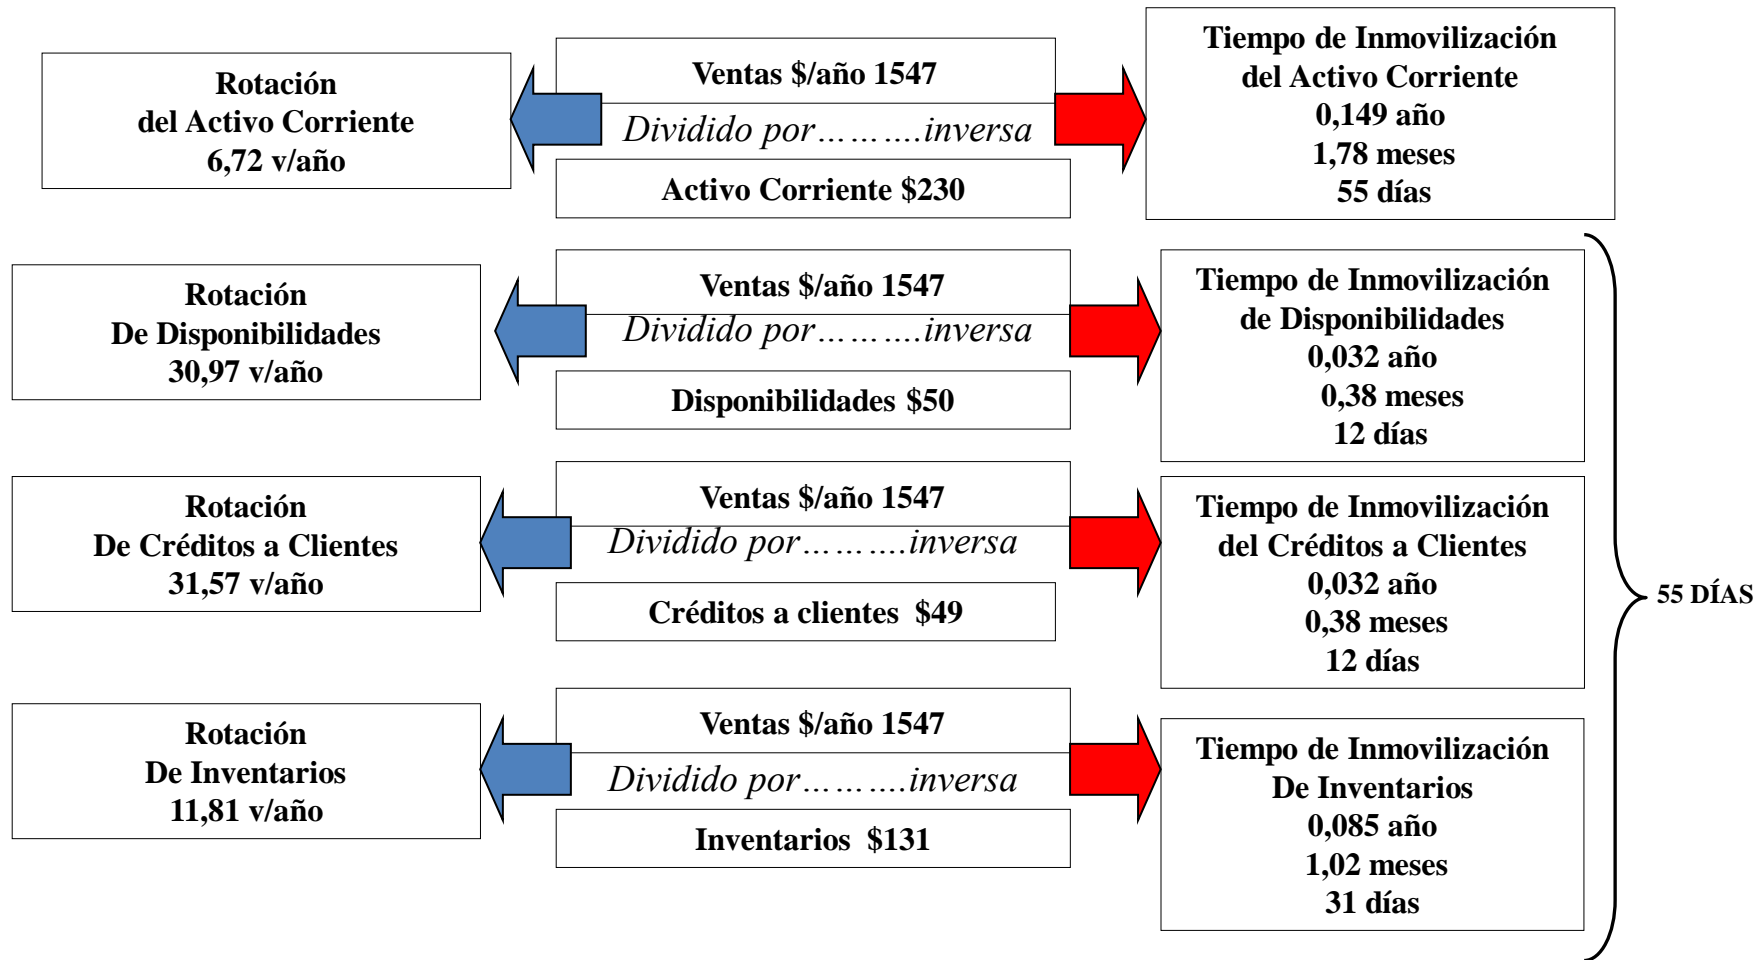 Rotación
del Activo Corriente
6,72 v/año
Ventas $/año 1547
Dividido por……….inversa
Activo Corriente $230
Tiempo de Inmovilización
del Activo Corriente
0,149 año
1,78 meses
55 días
Rotación
De Disponibilidades
30,97 v/año
Ventas $/año 1547
Dividido por……….inversa
Disponibilidades $50
Tiempo de Inmovilización
de Disponibilidades
0,032 año
0,38 meses
12 días
Rotación
De Créditos a Clientes
31,57 v/año
Ventas $/año 1547
Dividido por……….inversa
Créditos a clientes $49
Tiempo de Inmovilización
del Créditos a Clientes
0,032 año
0,38 meses
12 días
Rotación
De Inventarios
11,81 v/año
Ventas $/año 1547
Dividido por……….inversa
Inventarios $131
Tiempo de Inmovilización
De Inventarios
0,085 año
1,02 meses
31 días
55 DÍAS